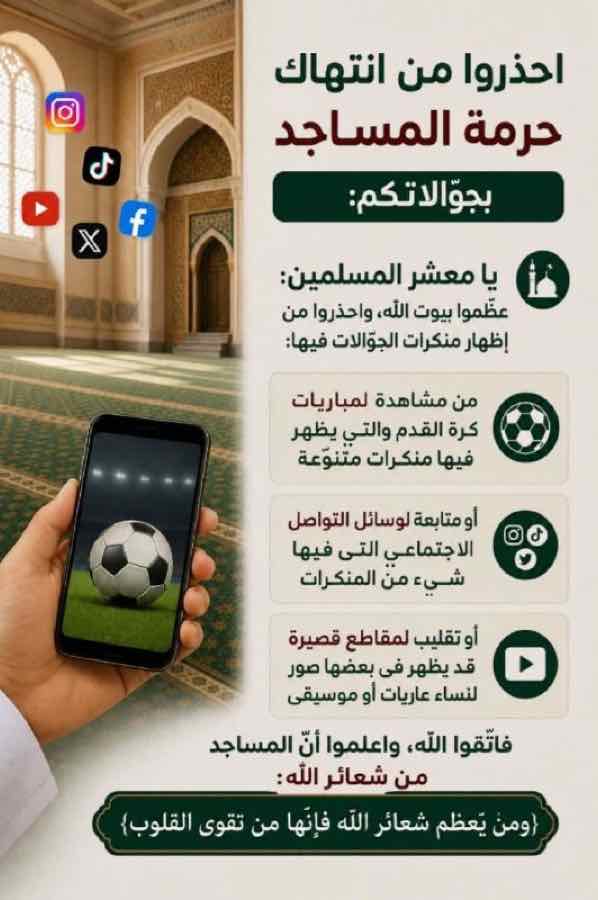 احذروا من انتهاك
حرمة المساجد
بجوّالاتكم:
يا معشر المسلمين:
عظّموا بيوت الله، واحذروا من
إظهار منكرات الجوّالات فيها:
من مشاهدة لمباريات
كرة القدم والتي يظهر
فيها منكرات متنوّعة
أو متابعة لوسائل التواصل
الاجتماعي التى فيها
شيء من المنكرات
أو تقليب لمقاطع قصيرة
قد يظهر فى بعضها صور
لنساء عاريات أو موسيقى
فاتّقوا الله، واعلموا أنّ المساجد
من شعائر الله:
{ومن يّعظم شعائر الله فإنّها من تقوى القلوب}